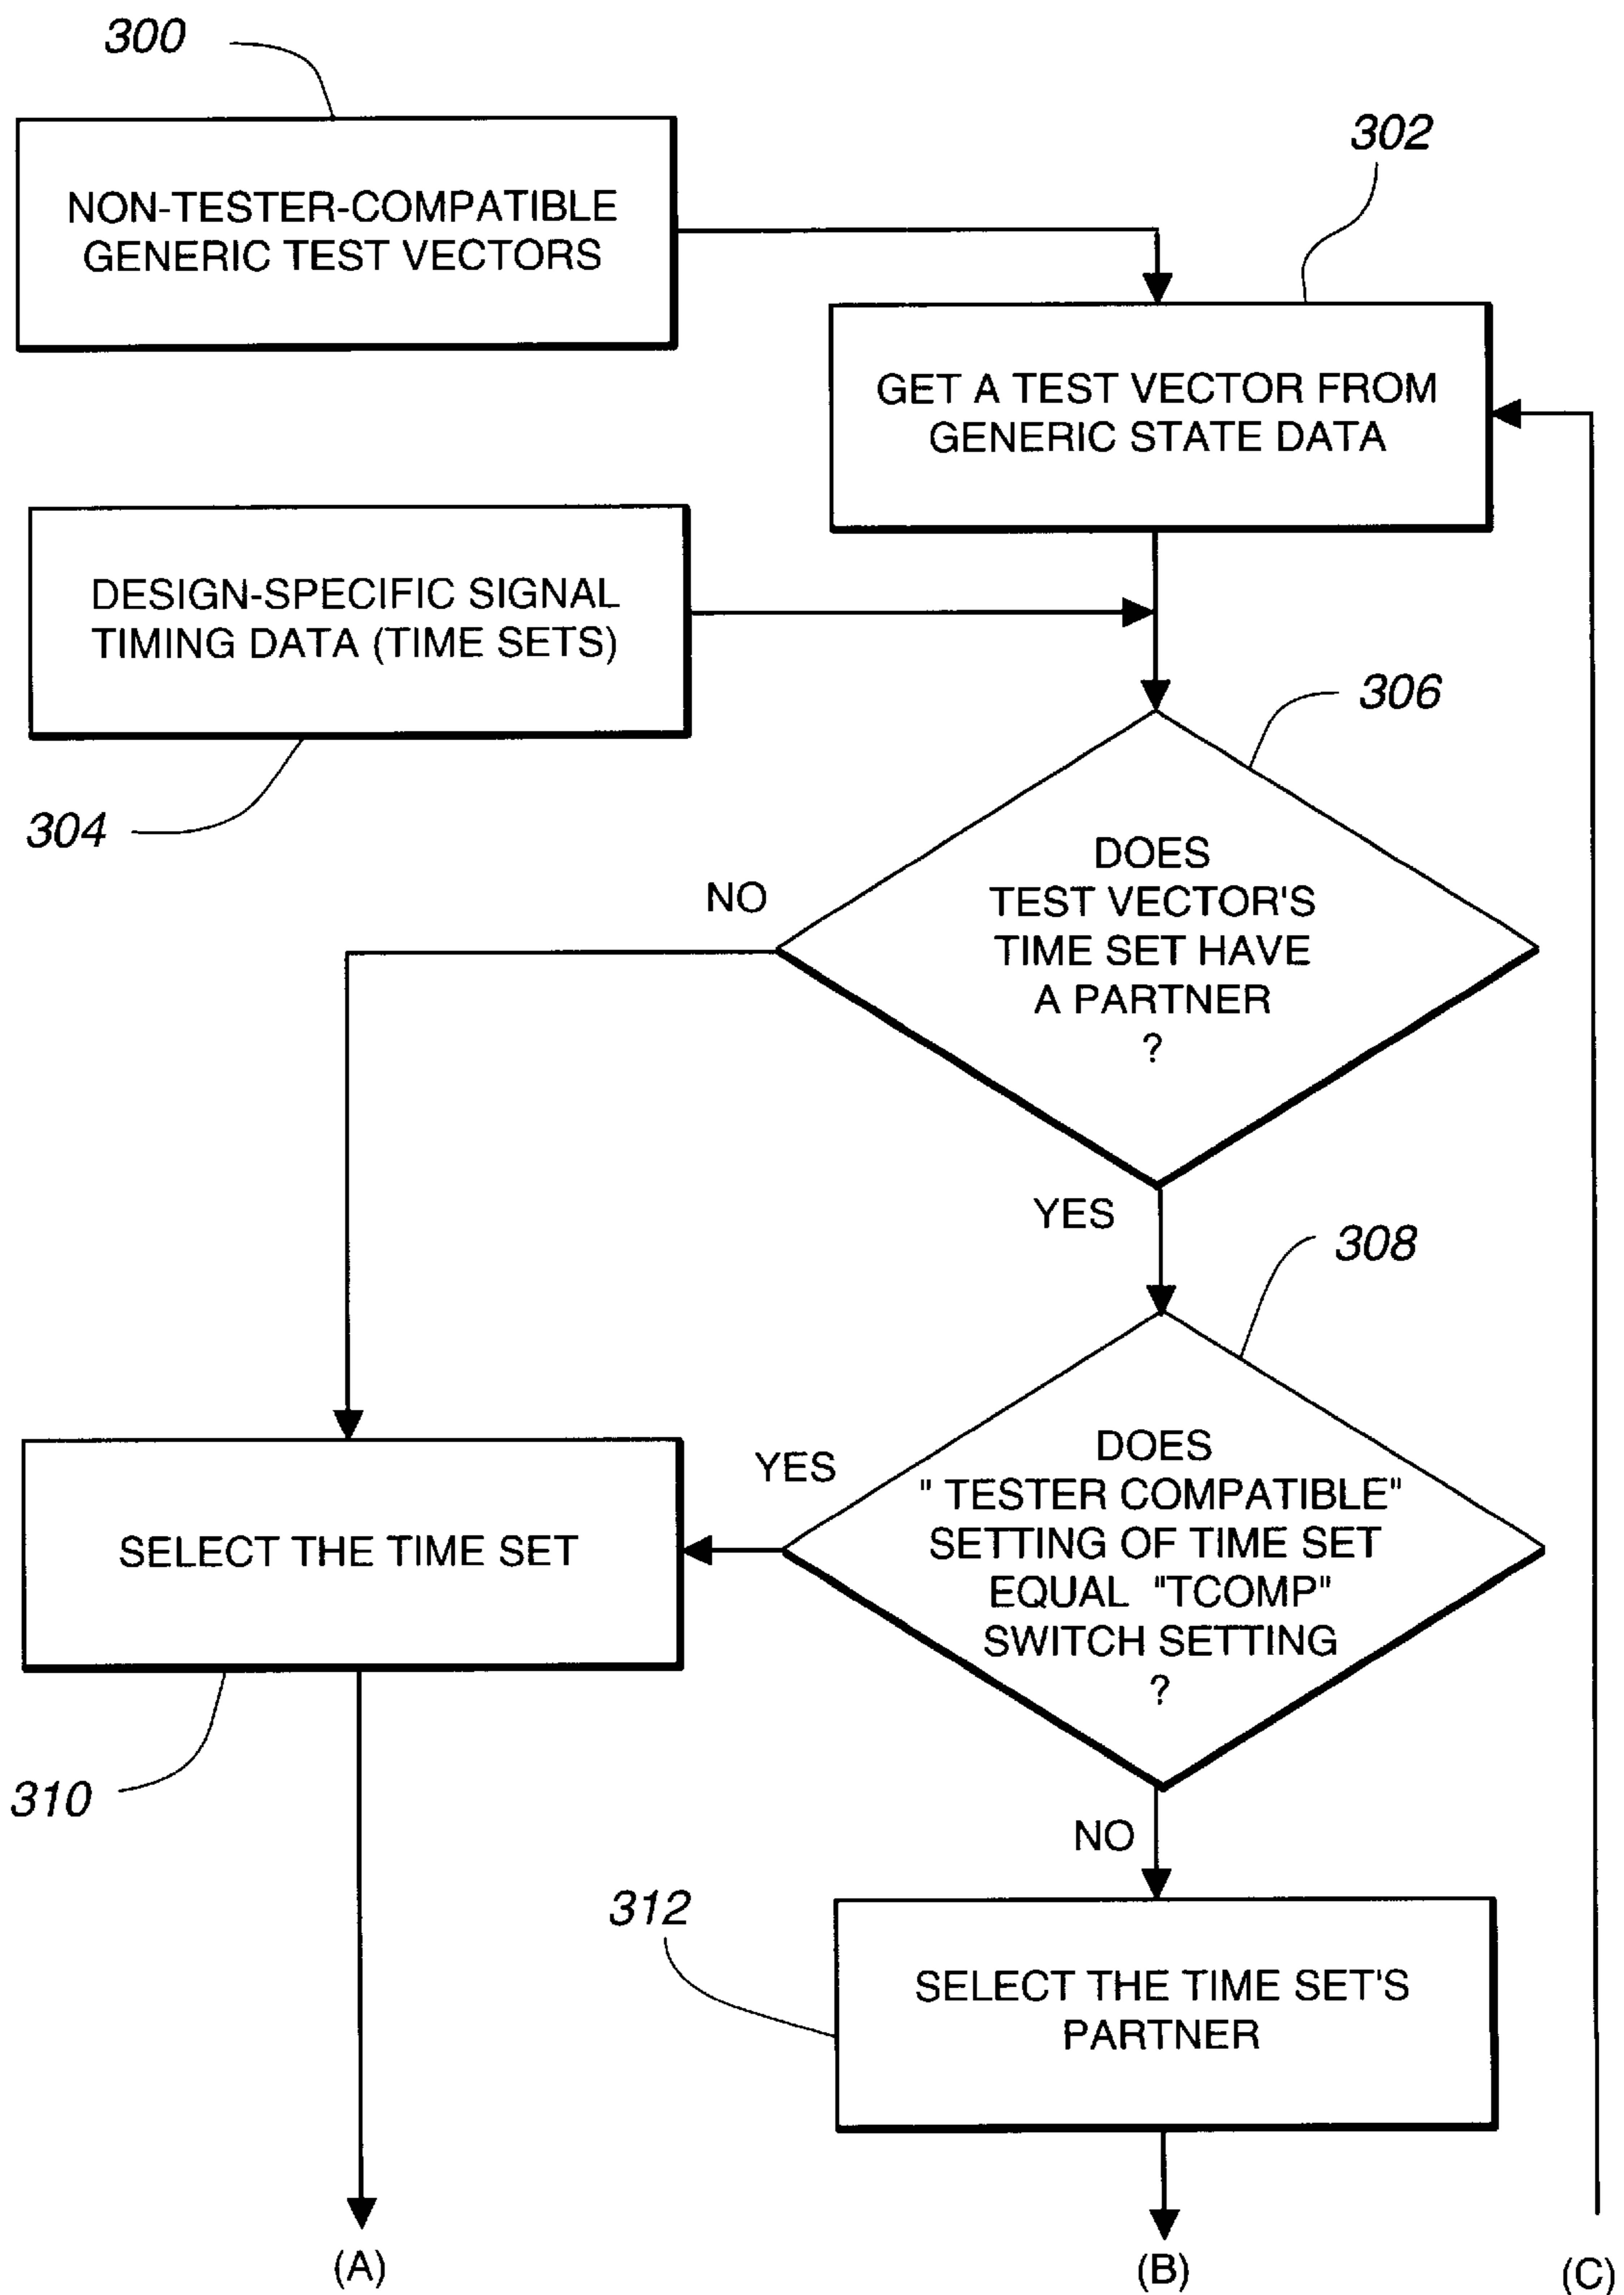 300
302
NON-TESTER-COMPATIBLE
GENERIC TEST VECTORS
GET A TEST VECTOR FROM
GENERIC STATE DATA
DESIGN-SPECIFIC SIGNAL
TIMING DATA (TIME SETS)
304
306
DOES
TEST VECTOR'S
TIME SET HAVE
A PARTNER
?
NO
YES
308
DOES
" TESTER COMPATIBLE"
SETTING OF TIME SET
EQUAL "TCOMP"
SWITCH SETTING
?
YES
SELECT THE TIME SET
310
NO
312
SELECT THE TIME SET'S
PARTNER
(A)
(B)
(C)